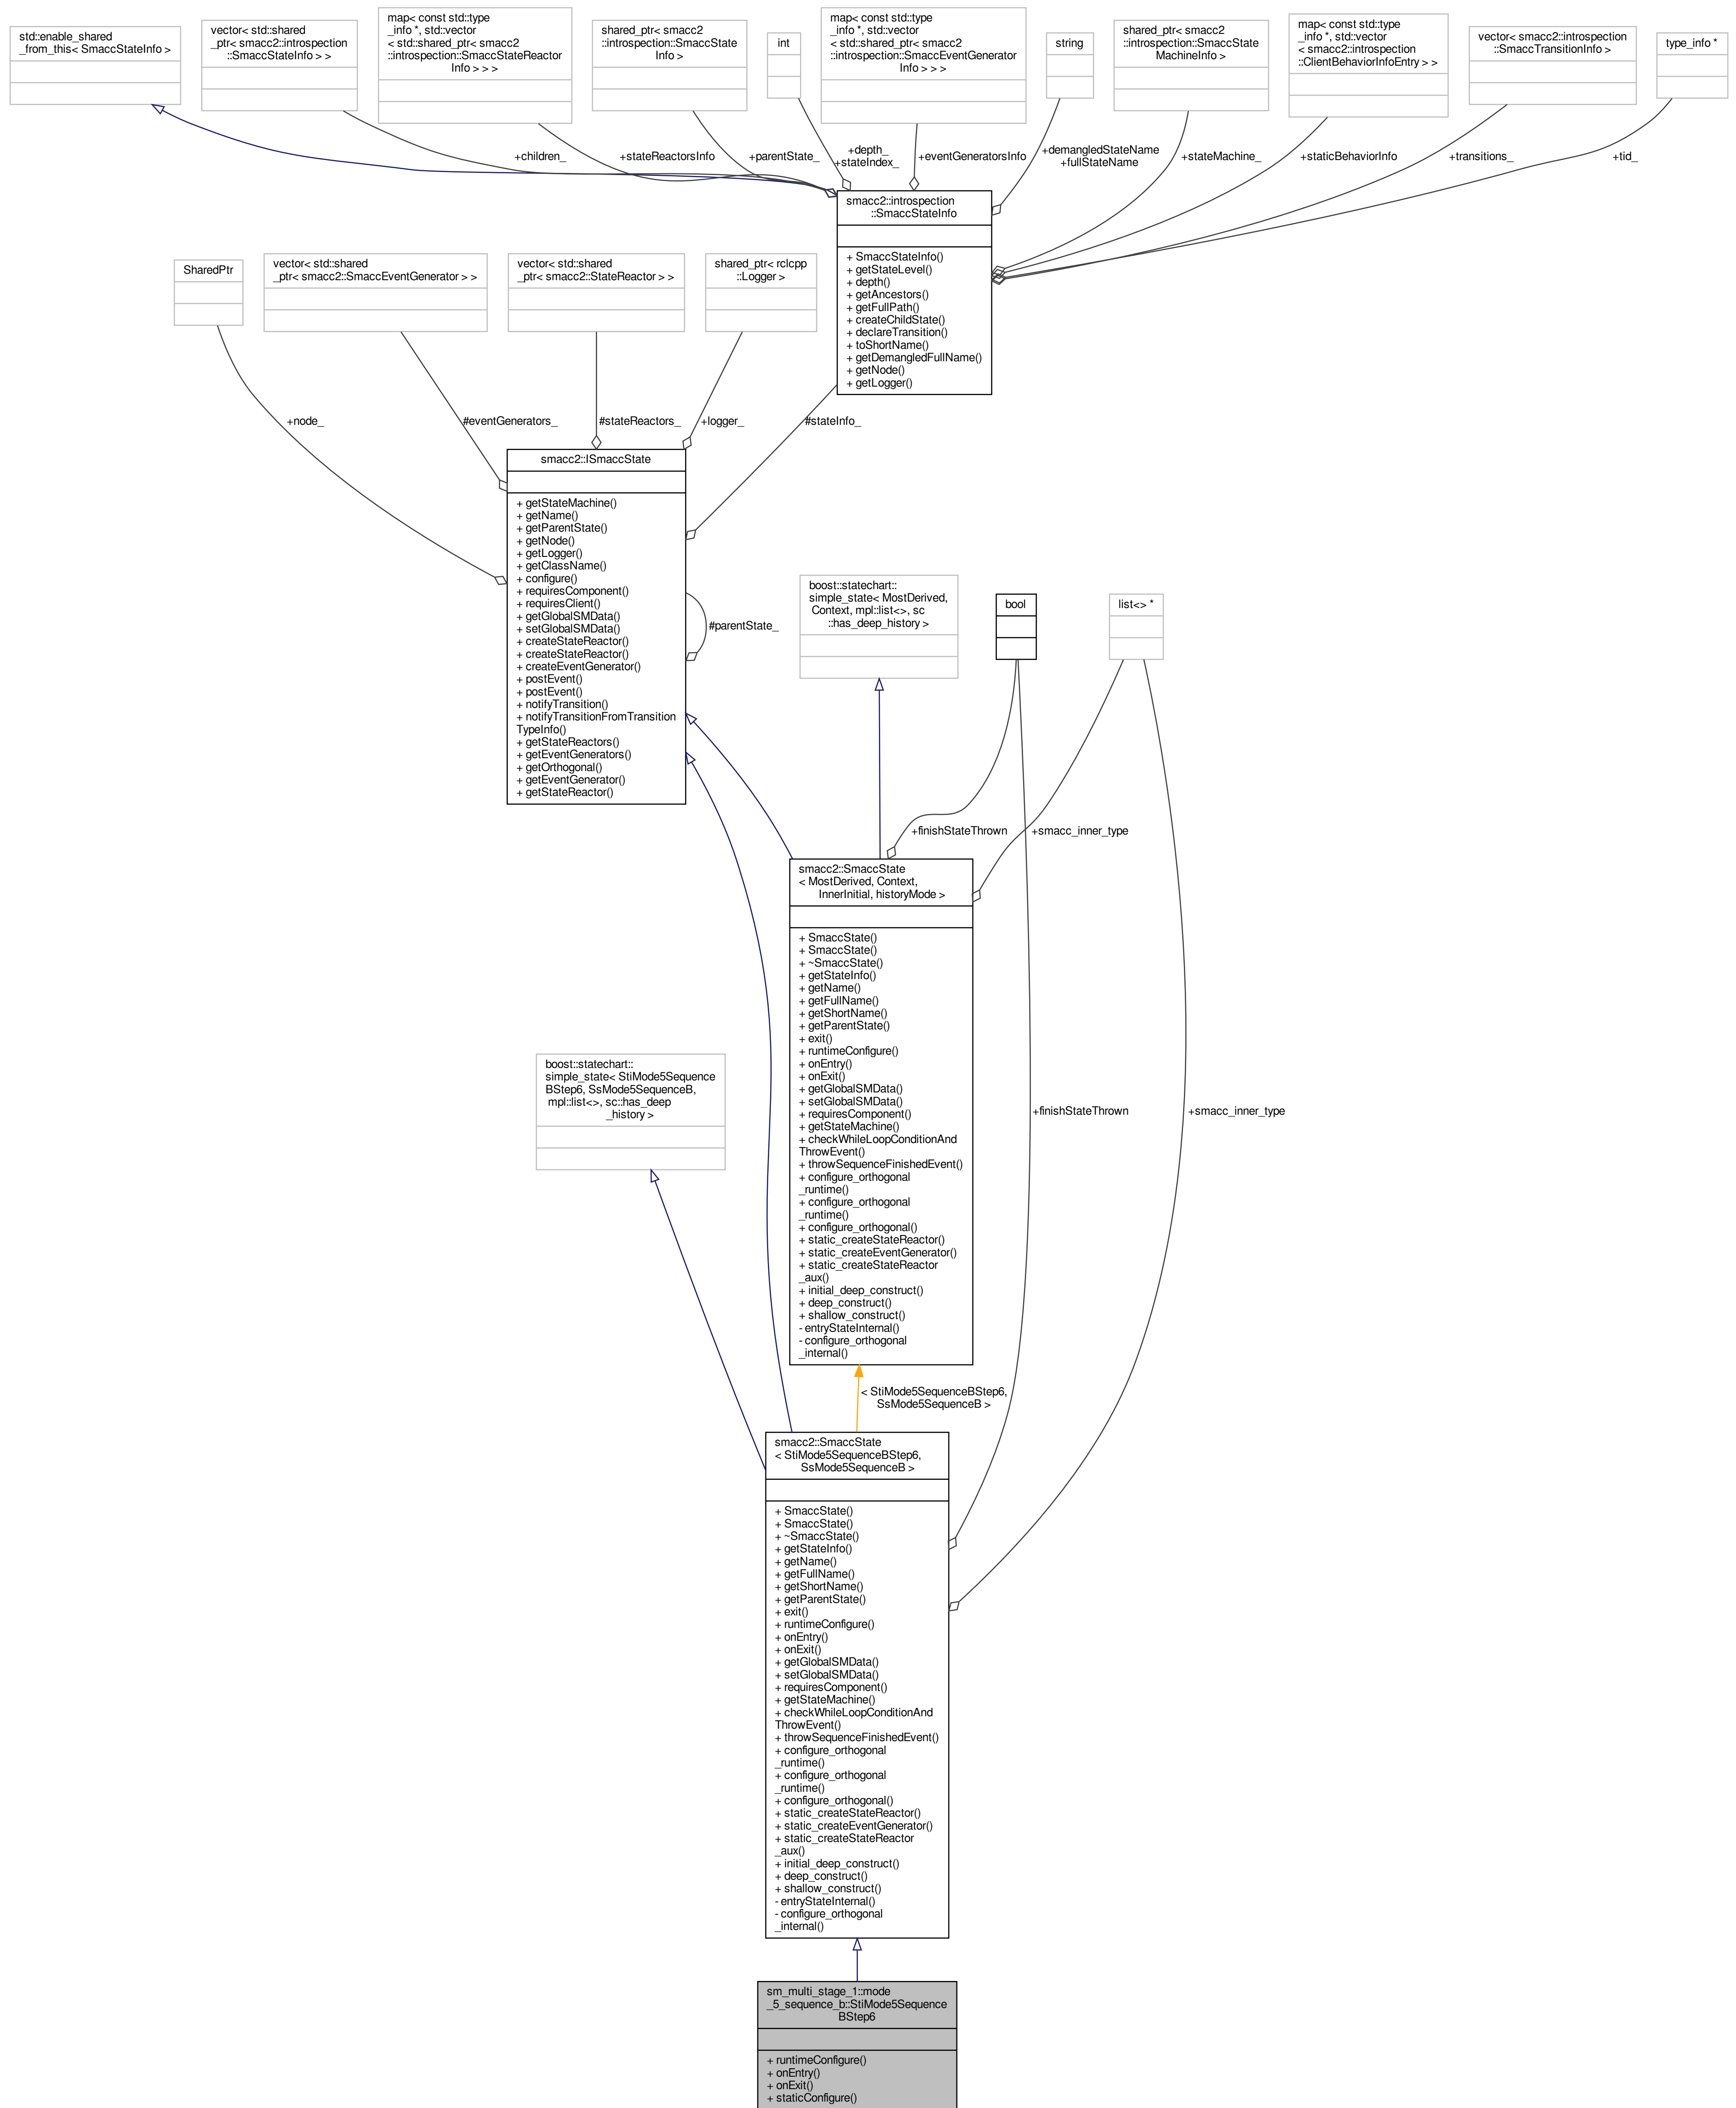 std::enable_shared
_from_this< SmaccStateInfo >
vector< std::shared
_ptr< smacc2::introspection
::SmaccStateInfo > >
map< const std::type
_info *, std::vector
< std::shared_ptr< smacc2
::introspection::SmaccStateReactor
Info > > >
shared_ptr< smacc2
::introspection::SmaccState
Info >
int
map< const std::type
_info *, std::vector
< std::shared_ptr< smacc2
::introspection::SmaccEventGenerator
Info > > >
string
shared_ptr< smacc2
::introspection::SmaccState
MachineInfo >
map< const std::type
_info *, std::vector
< smacc2::introspection
::ClientBehaviorInfoEntry > >
vector< smacc2::introspection
::SmaccTransitionInfo >
type_info *
+children_
+stateReactorsInfo
+parentState_
+depth_
+stateIndex_
+eventGeneratorsInfo
+demangledStateName
+fullStateName
+stateMachine_
+staticBehaviorInfo
+transitions_
+tid_
smacc2::introspection
::SmaccStateInfo
+ SmaccStateInfo()
+ getStateLevel()
+ depth()
+ getAncestors()
+ getFullPath()
+ createChildState()
+ declareTransition()
+ toShortName()
+ getDemangledFullName()
+ getNode()
+ getLogger()
SharedPtr
vector< std::shared
_ptr< smacc2::SmaccEventGenerator > >
vector< std::shared
_ptr< smacc2::StateReactor > >
shared_ptr< rclcpp
::Logger >
+node_
#eventGenerators_
#stateReactors_
+logger_
#stateInfo_
smacc2::ISmaccState
+ getStateMachine()
+ getName()
+ getParentState()
+ getNode()
+ getLogger()
+ getClassName()
+ configure()
+ requiresComponent()
+ requiresClient()
+ getGlobalSMData()
+ setGlobalSMData()
+ createStateReactor()
+ createStateReactor()
+ createEventGenerator()
+ postEvent()
+ postEvent()
+ notifyTransition()
+ notifyTransitionFromTransition
TypeInfo()
+ getStateReactors()
+ getEventGenerators()
+ getOrthogonal()
+ getEventGenerator()
+ getStateReactor()
#parentState_
boost::statechart::
simple_state< MostDerived,
Context, mpl::list<>, sc
::has_deep_history >
bool
list<> *
+finishStateThrown
+smacc_inner_type
smacc2::SmaccState
< MostDerived, Context,
InnerInitial, historyMode >
+ SmaccState()
+ SmaccState()
+ ~SmaccState()
+ getStateInfo()
+ getName()
+ getFullName()
+ getShortName()
+ getParentState()
+ exit()
+ runtimeConfigure()
+ onEntry()
+ onExit()
+ getGlobalSMData()
+ setGlobalSMData()
+ requiresComponent()
+ getStateMachine()
+ checkWhileLoopConditionAnd
ThrowEvent()
+ throwSequenceFinishedEvent()
+ configure_orthogonal
_runtime()
+ configure_orthogonal
_runtime()
+ configure_orthogonal()
+ static_createStateReactor()
+ static_createEventGenerator()
+ static_createStateReactor
_aux()
+ initial_deep_construct()
+ deep_construct()
+ shallow_construct()
- entryStateInternal()
- configure_orthogonal
_internal()
boost::statechart::
simple_state< StiMode5Sequence
BStep6, SsMode5SequenceB,
mpl::list<>, sc::has_deep
_history >
+finishStateThrown
+smacc_inner_type
< StiMode5SequenceBStep6,
SsMode5SequenceB >
smacc2::SmaccState
< StiMode5SequenceBStep6,
SsMode5SequenceB >
+ SmaccState()
+ SmaccState()
+ ~SmaccState()
+ getStateInfo()
+ getName()
+ getFullName()
+ getShortName()
+ getParentState()
+ exit()
+ runtimeConfigure()
+ onEntry()
+ onExit()
+ getGlobalSMData()
+ setGlobalSMData()
+ requiresComponent()
+ getStateMachine()
+ checkWhileLoopConditionAnd
ThrowEvent()
+ throwSequenceFinishedEvent()
+ configure_orthogonal
_runtime()
+ configure_orthogonal
_runtime()
+ configure_orthogonal()
+ static_createStateReactor()
+ static_createEventGenerator()
+ static_createStateReactor
_aux()
+ initial_deep_construct()
+ deep_construct()
+ shallow_construct()
- entryStateInternal()
- configure_orthogonal
_internal()
sm_multi_stage_1::mode
_5_sequence_b::StiMode5Sequence
BStep6
+ runtimeConfigure()
+ onEntry()
+ onExit()
+ staticConfigure()